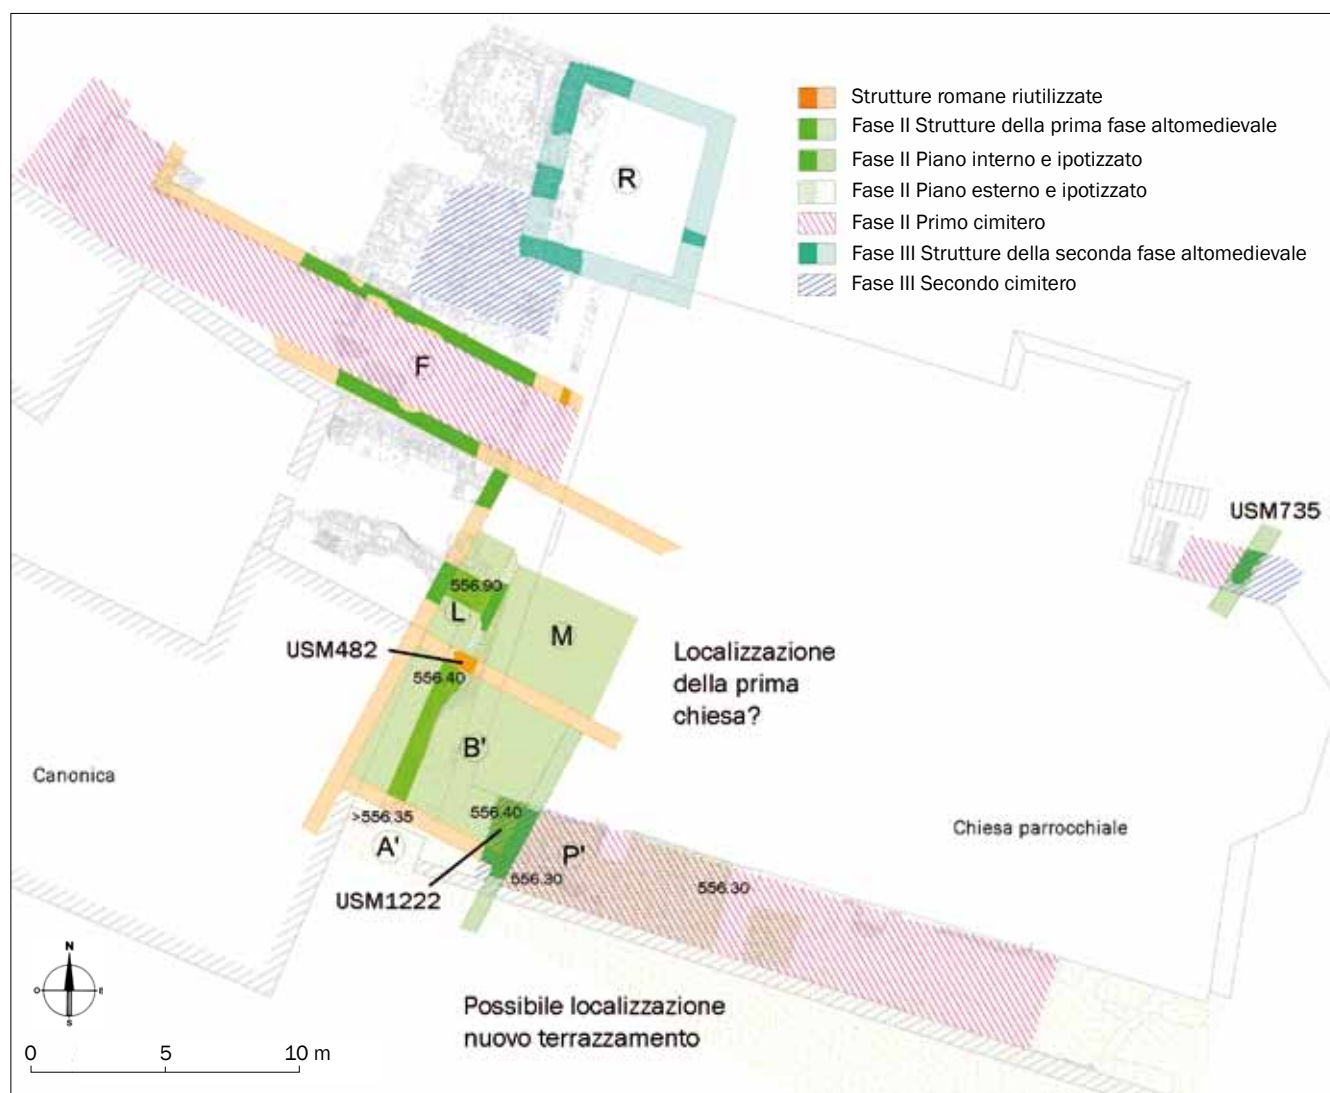 Strutture romane riutilizzate
Fase II Strutture della prima fase altomedievale
Fase II Piano interno e ipotizzato
Fase II Piano esterno e ipotizzato
Fase II Primo cimitero
Fase III Strutture della seconda fase altomedievale
Fase III Secondo cimitero
R
F
USM735
556.90
L
M
USM482
556.40
Localizzazione
della prima
chiesa?
B'
Canonica
>556.35
556.40
A'
P'
Chiesa parrocchiale
556.30
556.30
USM1222
N
O
E
S
Possibile localizzazione
nuovo terrazzamento
0 5 10 m